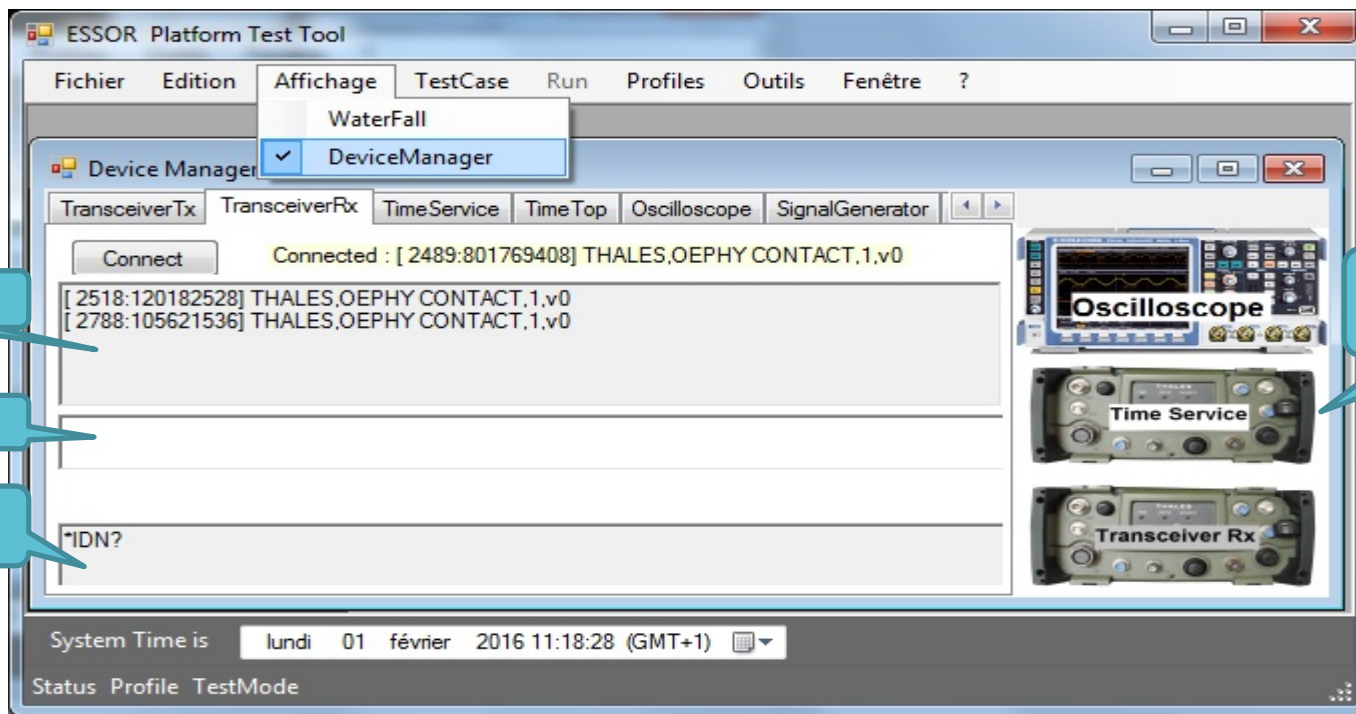 ESSOR Platform Test Tool
Fichier Edition Affichage TestCase Run Profiles Outils Fenêtre ?
WaterFall
DeviceManager
Device Manager
TransceiverTx TransceiverRx TimeService TimeTop Oscilloscope SignalGenerator
Connect Connected : [ 2489:801769408] THALES,OEPHY CONTACT,1,v0
[ 2518:120182528] THALES,OEPHY CONTACT,1,v0
[ 2788:105621536] THALES,OEPHY CONTACT,1,v0
*IDN?
Oscilloscope
THALES
Time Service
THALES
Transceiver Rx
System Time is lundi 01 février 2016 11:18:28 (GMT+1)
Status Profile TestMode